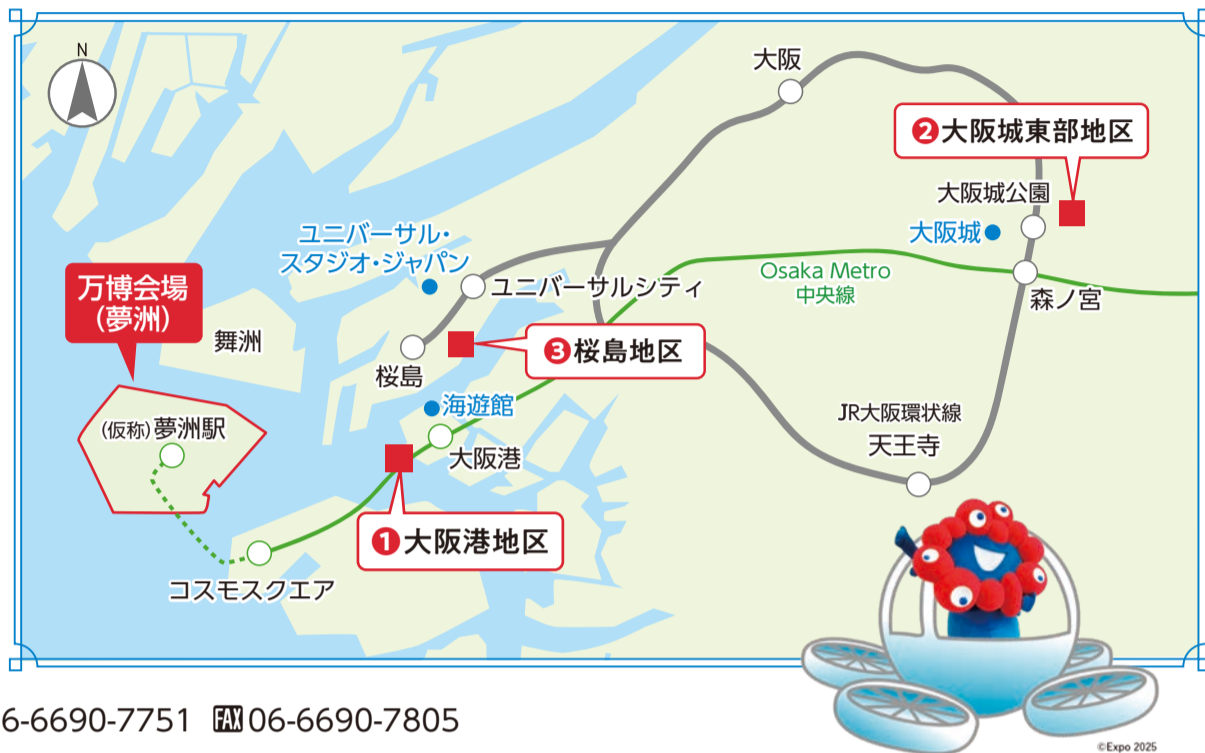 N
大阪
❷大阪城東部地区
大阪城公園
大阪城
ユニバーサル・
スタジオ・ジャパン
Osaka Metro
中央線
万博会場
(夢洲)
ユニバーサルシティ
森ノ宮
舞洲
❸桜島地区
桜島
海遊館
JR大阪環状線
天王寺
(仮称)夢洲駅
大阪港
❶大阪港地区
コスモスクエア
6-6690-7751 FAX 06-6690-7805
©Expo 2025